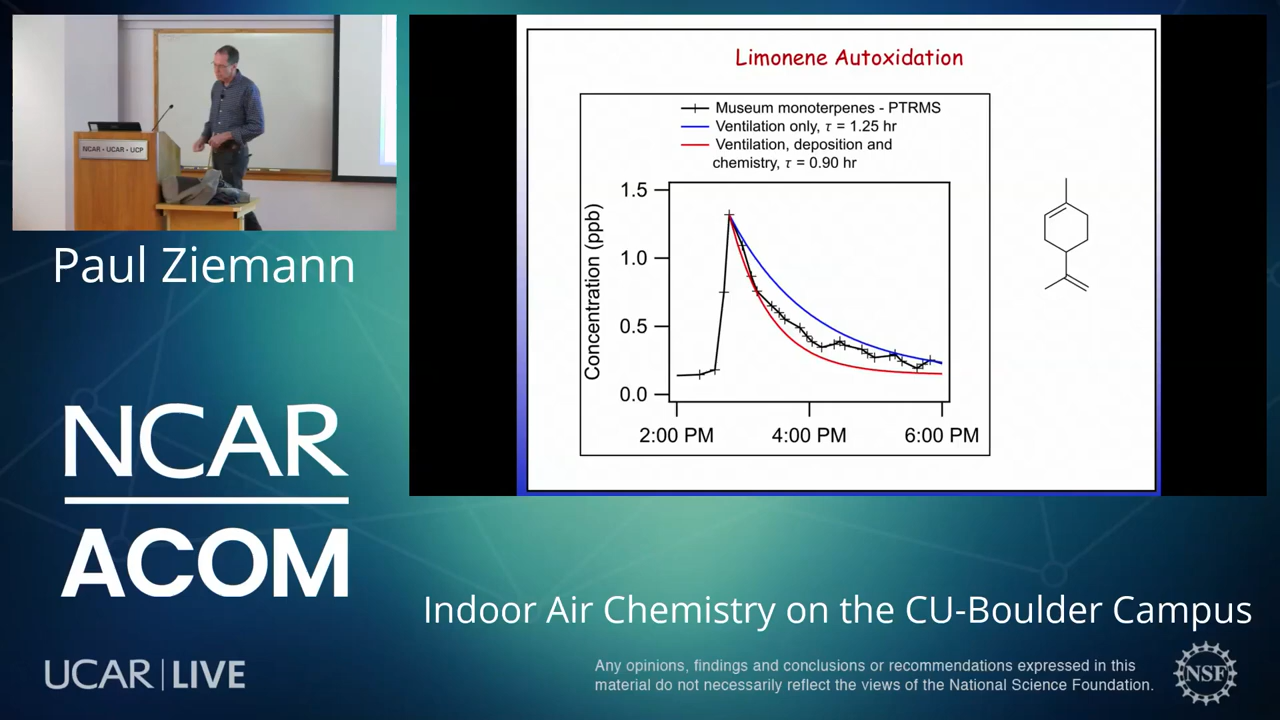 NCAR • UCAR • UCP
Paul Ziemann
NCAR
ACOM
UCAR | LIVE
Limonene Autoxidation
Museum monoterpenes - PTRMS
Ventilation only, τ = 1.25 hr
Ventilation, deposition and
chemistry, τ = 0.90 hr
Concentration (ppb)
1.5
1.0
0.5
0.0
2:00 PM 4:00 PM 6:00 PM
Indoor Air Chemistry on the CU-Boulder Campus
Any opinions, findings and conclusions or recommendations expressed in this
material do not necessarily reflect the views of the National Science Foundation.
NSF